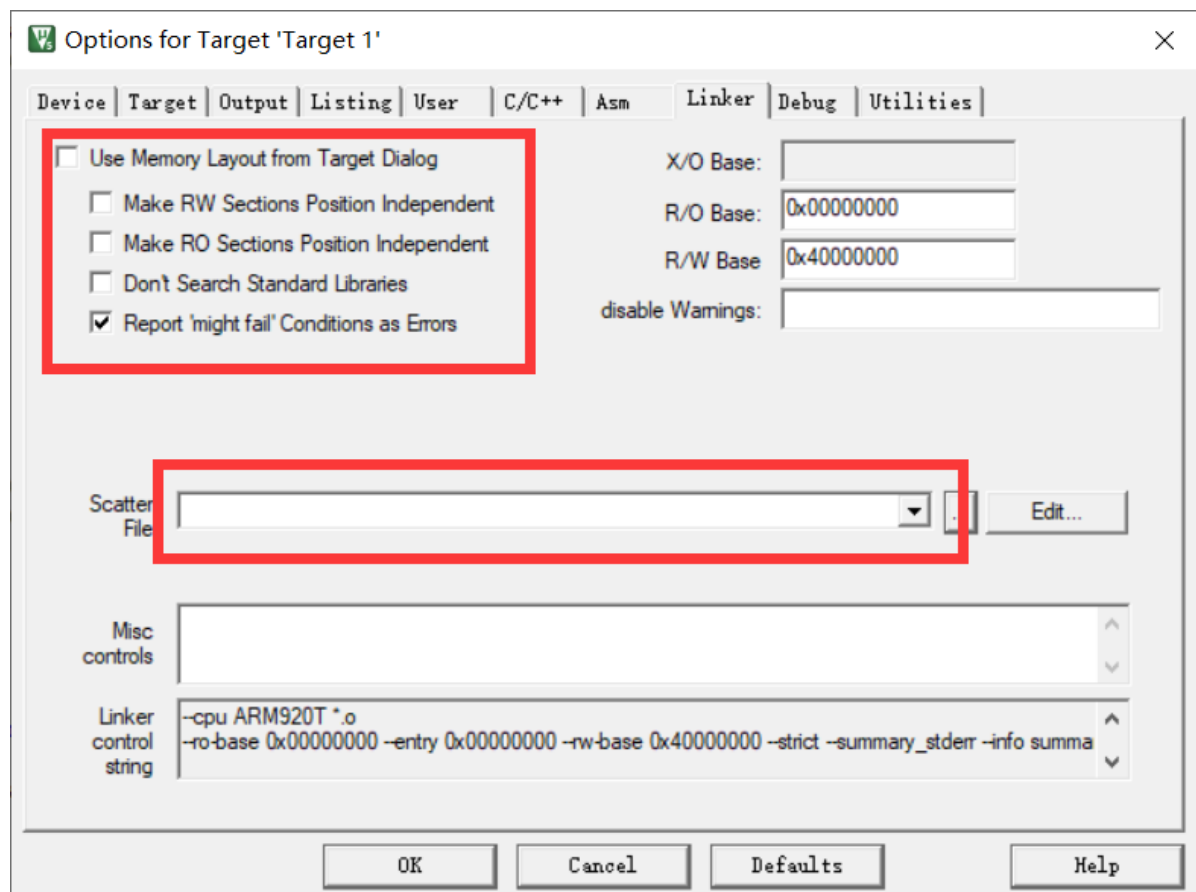 Options for Target 'Target 1'
Device Target Output Listing User C/C++ Asm Linker Debug Utilities
Use Memory Layout from Target Dialog
Make RW Sections Position Independent
Make RO Sections Position Independent
Don't Search Standard Libraries
Report 'might fail' Conditions as Errors
X/O Base:
R/O Base: 0x00000000
R/W Base 0x40000000
disable Warnings:
Scatter
File
Edit...
Misc
controls
Linker
control
string
--cpu ARM920T *.o
--ro-base 0x00000000 --entry 0x00000000 --rw-base 0x40000000 --strict --summary_stderr --info summa
OK Cancel Defaults Help